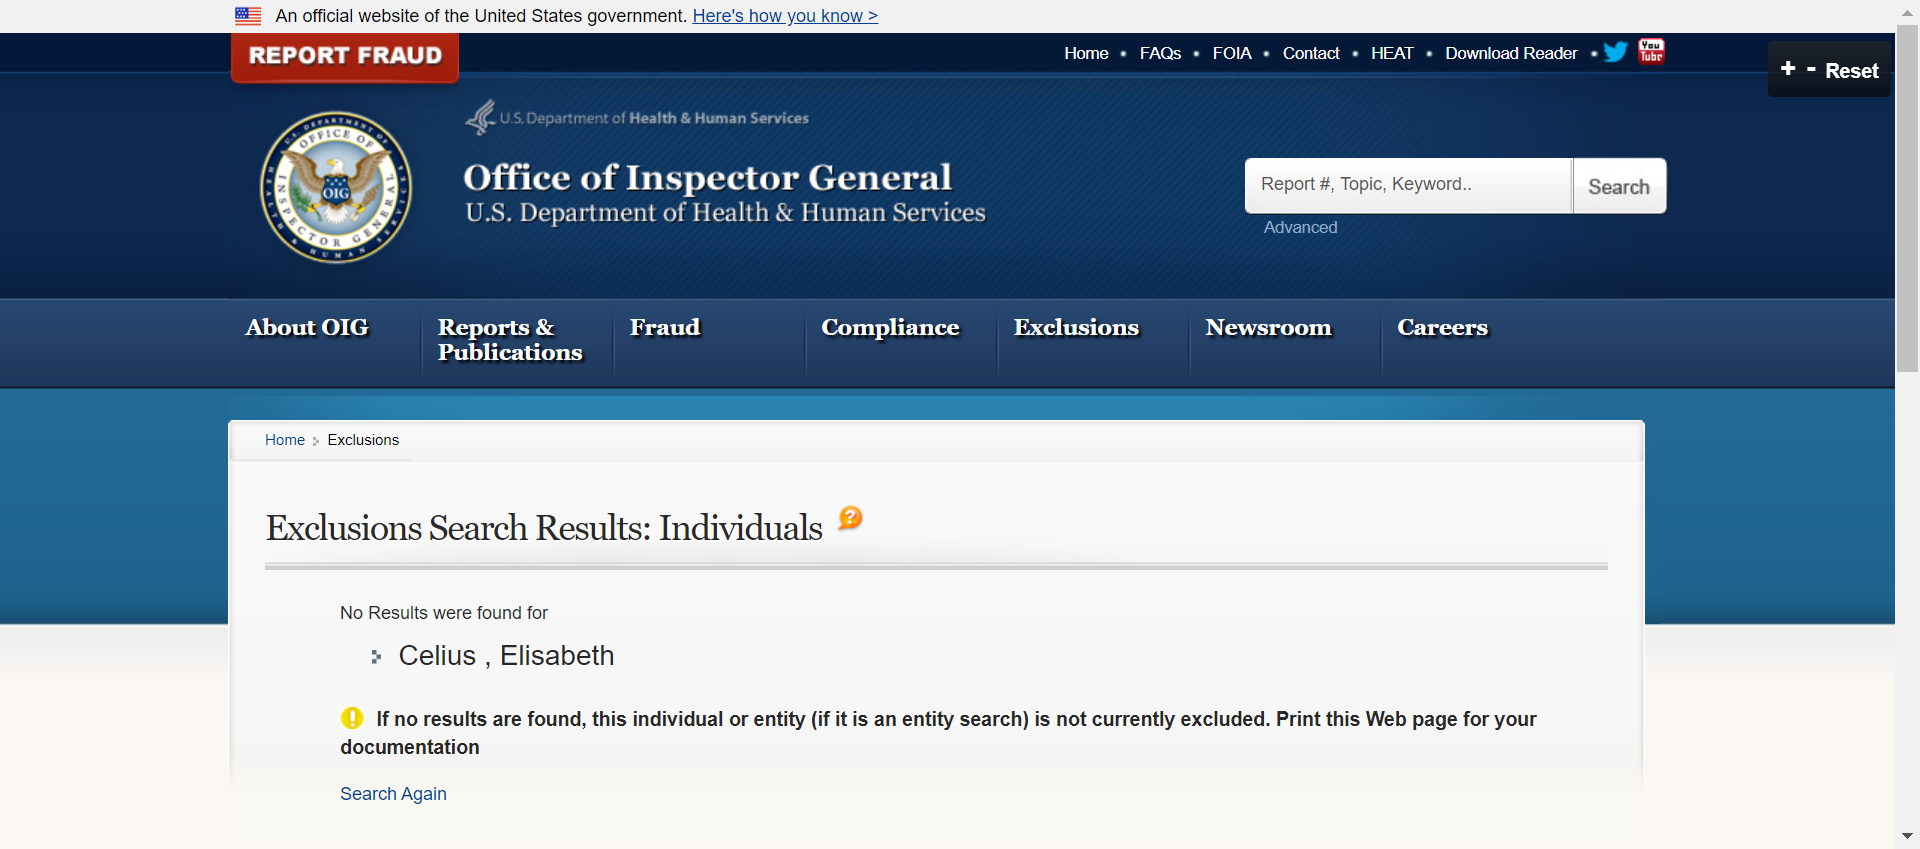 An official website of the United States government. Here's how you know >
REPORT FRAUD
Home • FAQs • FOIA • Contact • HEAT • Download Reader •
You
Tube
+ - Reset
U.S. Department of Health & Human Services
Office of Inspector General
U.S. Department of Health & Human Services
U.S. DEPARTMENT OF HEALTH & HUMAN SERVICES
OFFICE OF INSPECTOR GENERAL
OIG
Report #, Topic, Keyword..
Search
Advanced
About OIG
Reports &
Publications
Fraud
Compliance
Exclusions
Newsroom
Careers
Home
Exclusions
Exclusions Search Results: Individuals
?
No Results were found for
Celius , Elisabeth
! If no results are found, this individual or entity (if it is an entity search) is not currently excluded. Print this Web page for your
documentation
Search Again